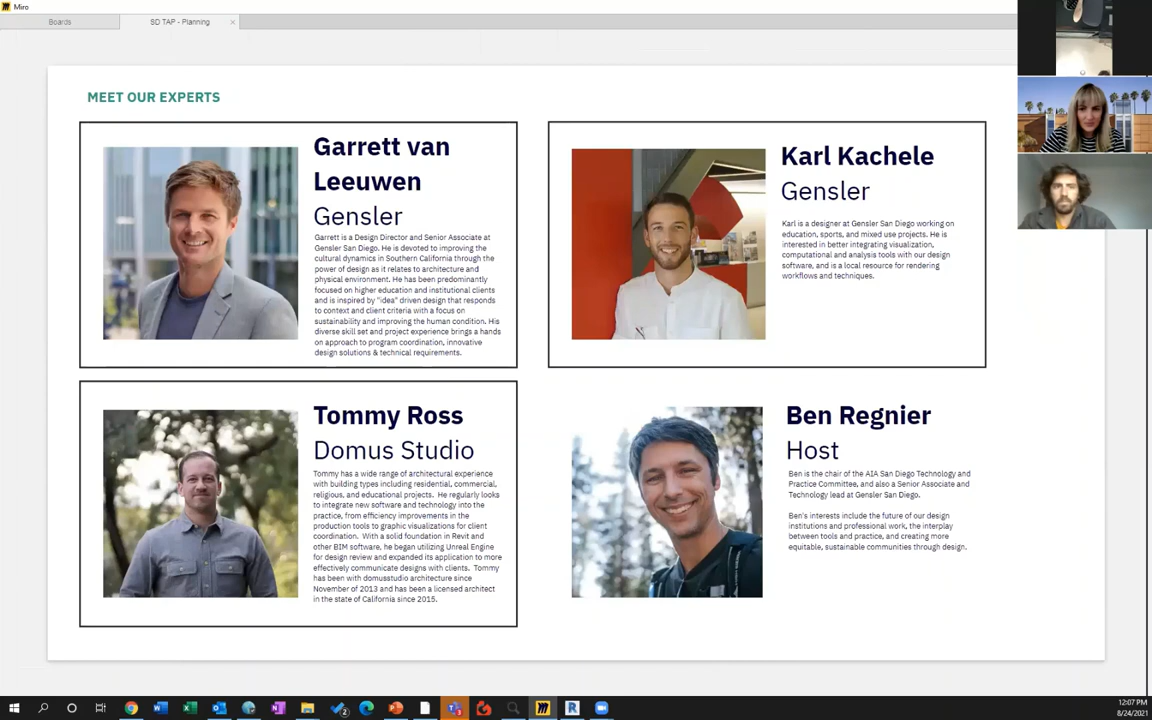 Miro
Boards
SD TAP - Planning
MEET OUR EXPERTS
Garrett van
Leeuwen
Gensler
Garrett is a Design Director and Senior Associate at
Gensler San Diego. He is devoted to improving the
cultural dynamics in Southern California through the
power of design as it relates to architecture and
physical environment. He has been predominantly
focused on higher education and institutional clients
and is inspired by "idea" driven design that responds
to context and client criteria with a focus on
sustainability and improving the human condition. His
diverse skill set and project experience brings a hands
on approach to program coordination, innovative
design solutions & technical requirements.
Karl Kachele
Gensler
Karl is a designer at Gensler San Diego working on
education, sports, and mixed use projects. He is
interested in better integrating visualization,
computational and analysis tools with our design
software, and is a local resource for rendering
workflows and techniques.
Tommy Ross
Domus Studio
Tommy has a wide range of architectural experience
with building types including residential, commercial,
religious, and educational projects. He regularly looks
to integrate new software and technology into the
practice, from efficiency improvements in the
production tools to graphic visualizations for client
coordination. With a solid foundation in Revit and
other BIM software, he began utilizing Unreal Engine
for design review and expanded its application to more
effectively communicate designs with clients. Tommy
has been with domusstudio architecture since
November of 2013 and has been a licensed architect
in the state of California since 2015.
Ben Regnier
Host
Ben is the chair of the AIA San Diego Technology and
Practice Committee, and also a Senior Associate and
Technology lead at Gensler San Diego.
Ben's interests include the future of our design
institutions and professional work, the interplay
between tools and practice, and creating more
equitable, sustainable communities through design.
12:07 PM
8/24/2021